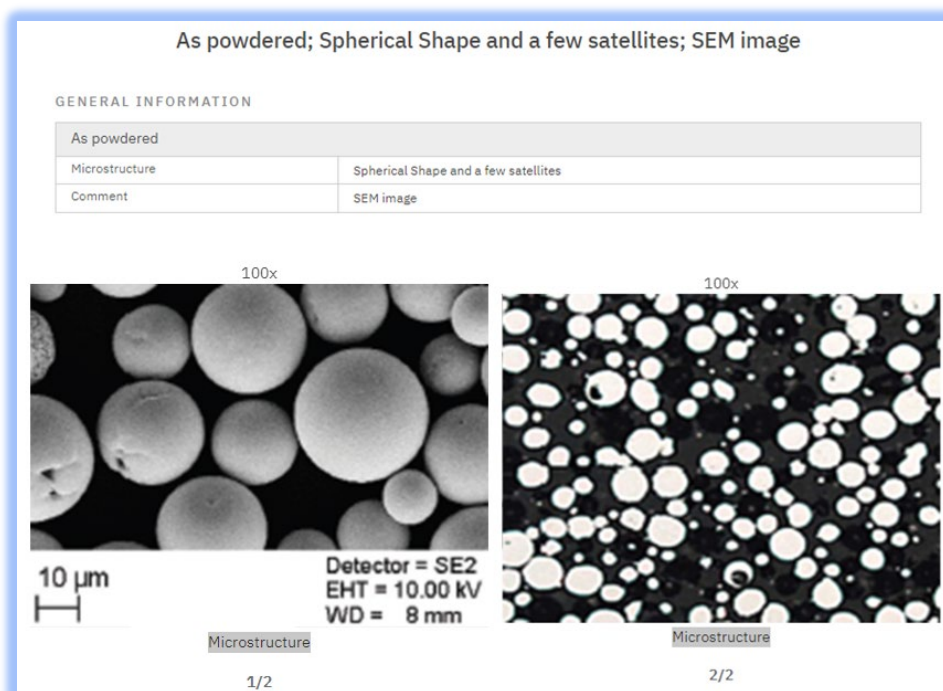 As powdered; Spherical Shape and a few satellites; SEM image
GENERAL INFORMATION
As powdered
Microstructure Spherical Shape and a few satellites
Comment SEM image
100x
100x
10 µm
Detector = SE2
EHT = 10.00 kV
WD = 8 mm
Microstructure
Microstructure
1/2
2/2